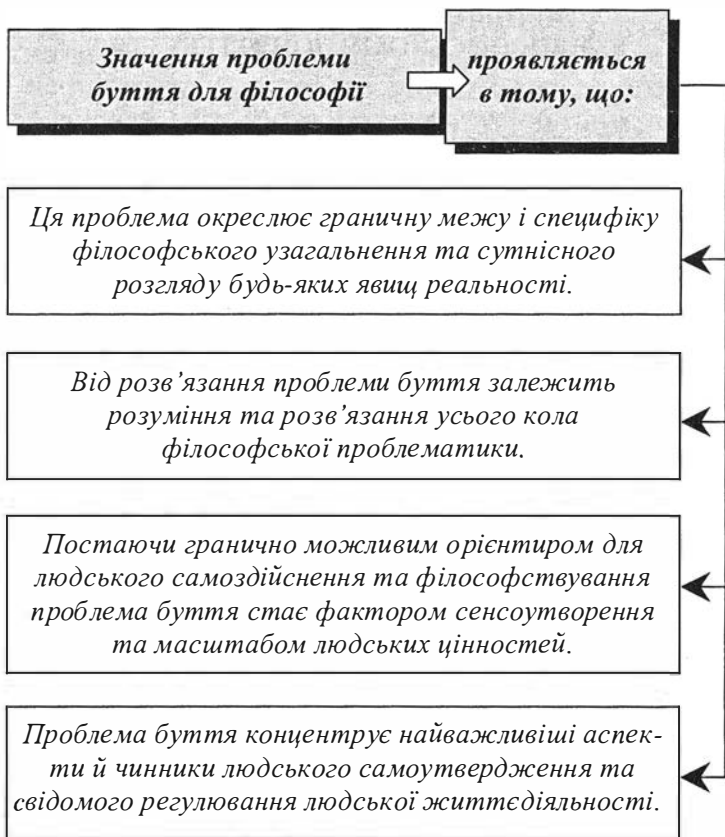 Значення проблеми
буття для філософії
проявляється
в тому, що:
Ця проблема окреслює граничну межу і специфіку
філософського узагальнення та сутнісного
розгляду будь-яких явищ реальності.
Від розв’язання проблеми буття залежить
розуміння та розв’язання усього кола
філософської проблематики.
Постаючи гранично можливим орієнтиром для
людського самоздійснення та філософствування
проблема буття стає фактором сенсоутворення
та масштабом людських цінностей.
Проблема буття концентрує найважливіші аспек-
ти й чинники людського самоутвердження та
свідомого регулювання людської життєдіяльності.